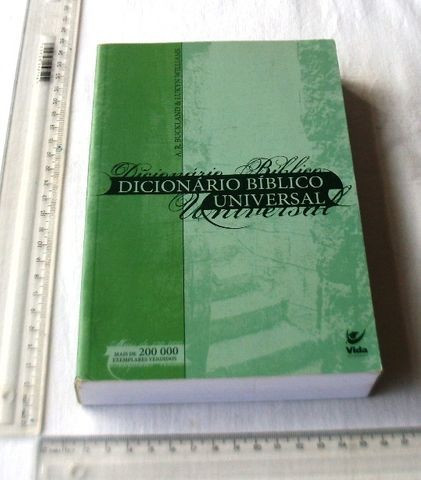 A. R. BUCKLAND & LUKYN WILLIAMS
Dicionário Bíblico
DICIONÁRIO BÍBLICO
UNIVERSAL
Universal
MAIS DE 200 000
EXEMPLARES VENDIDOS
Vida